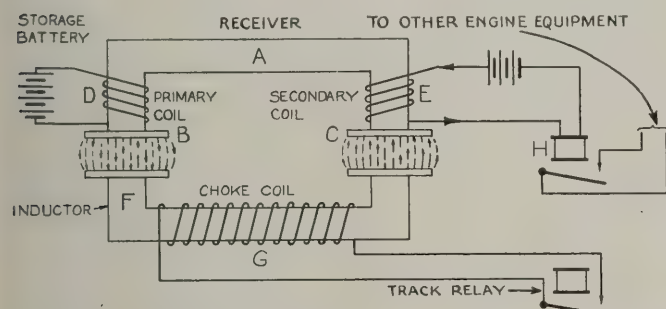 STORAGE
BATTERY
RECEIVER
TO OTHER ENGINE EQUIPMENT
A
D
PRIMARY
COIL
SECONDARY
COIL
E
B
C
H
F
INDUCTOR
CHOKE COIL
G
TRACK RELAY